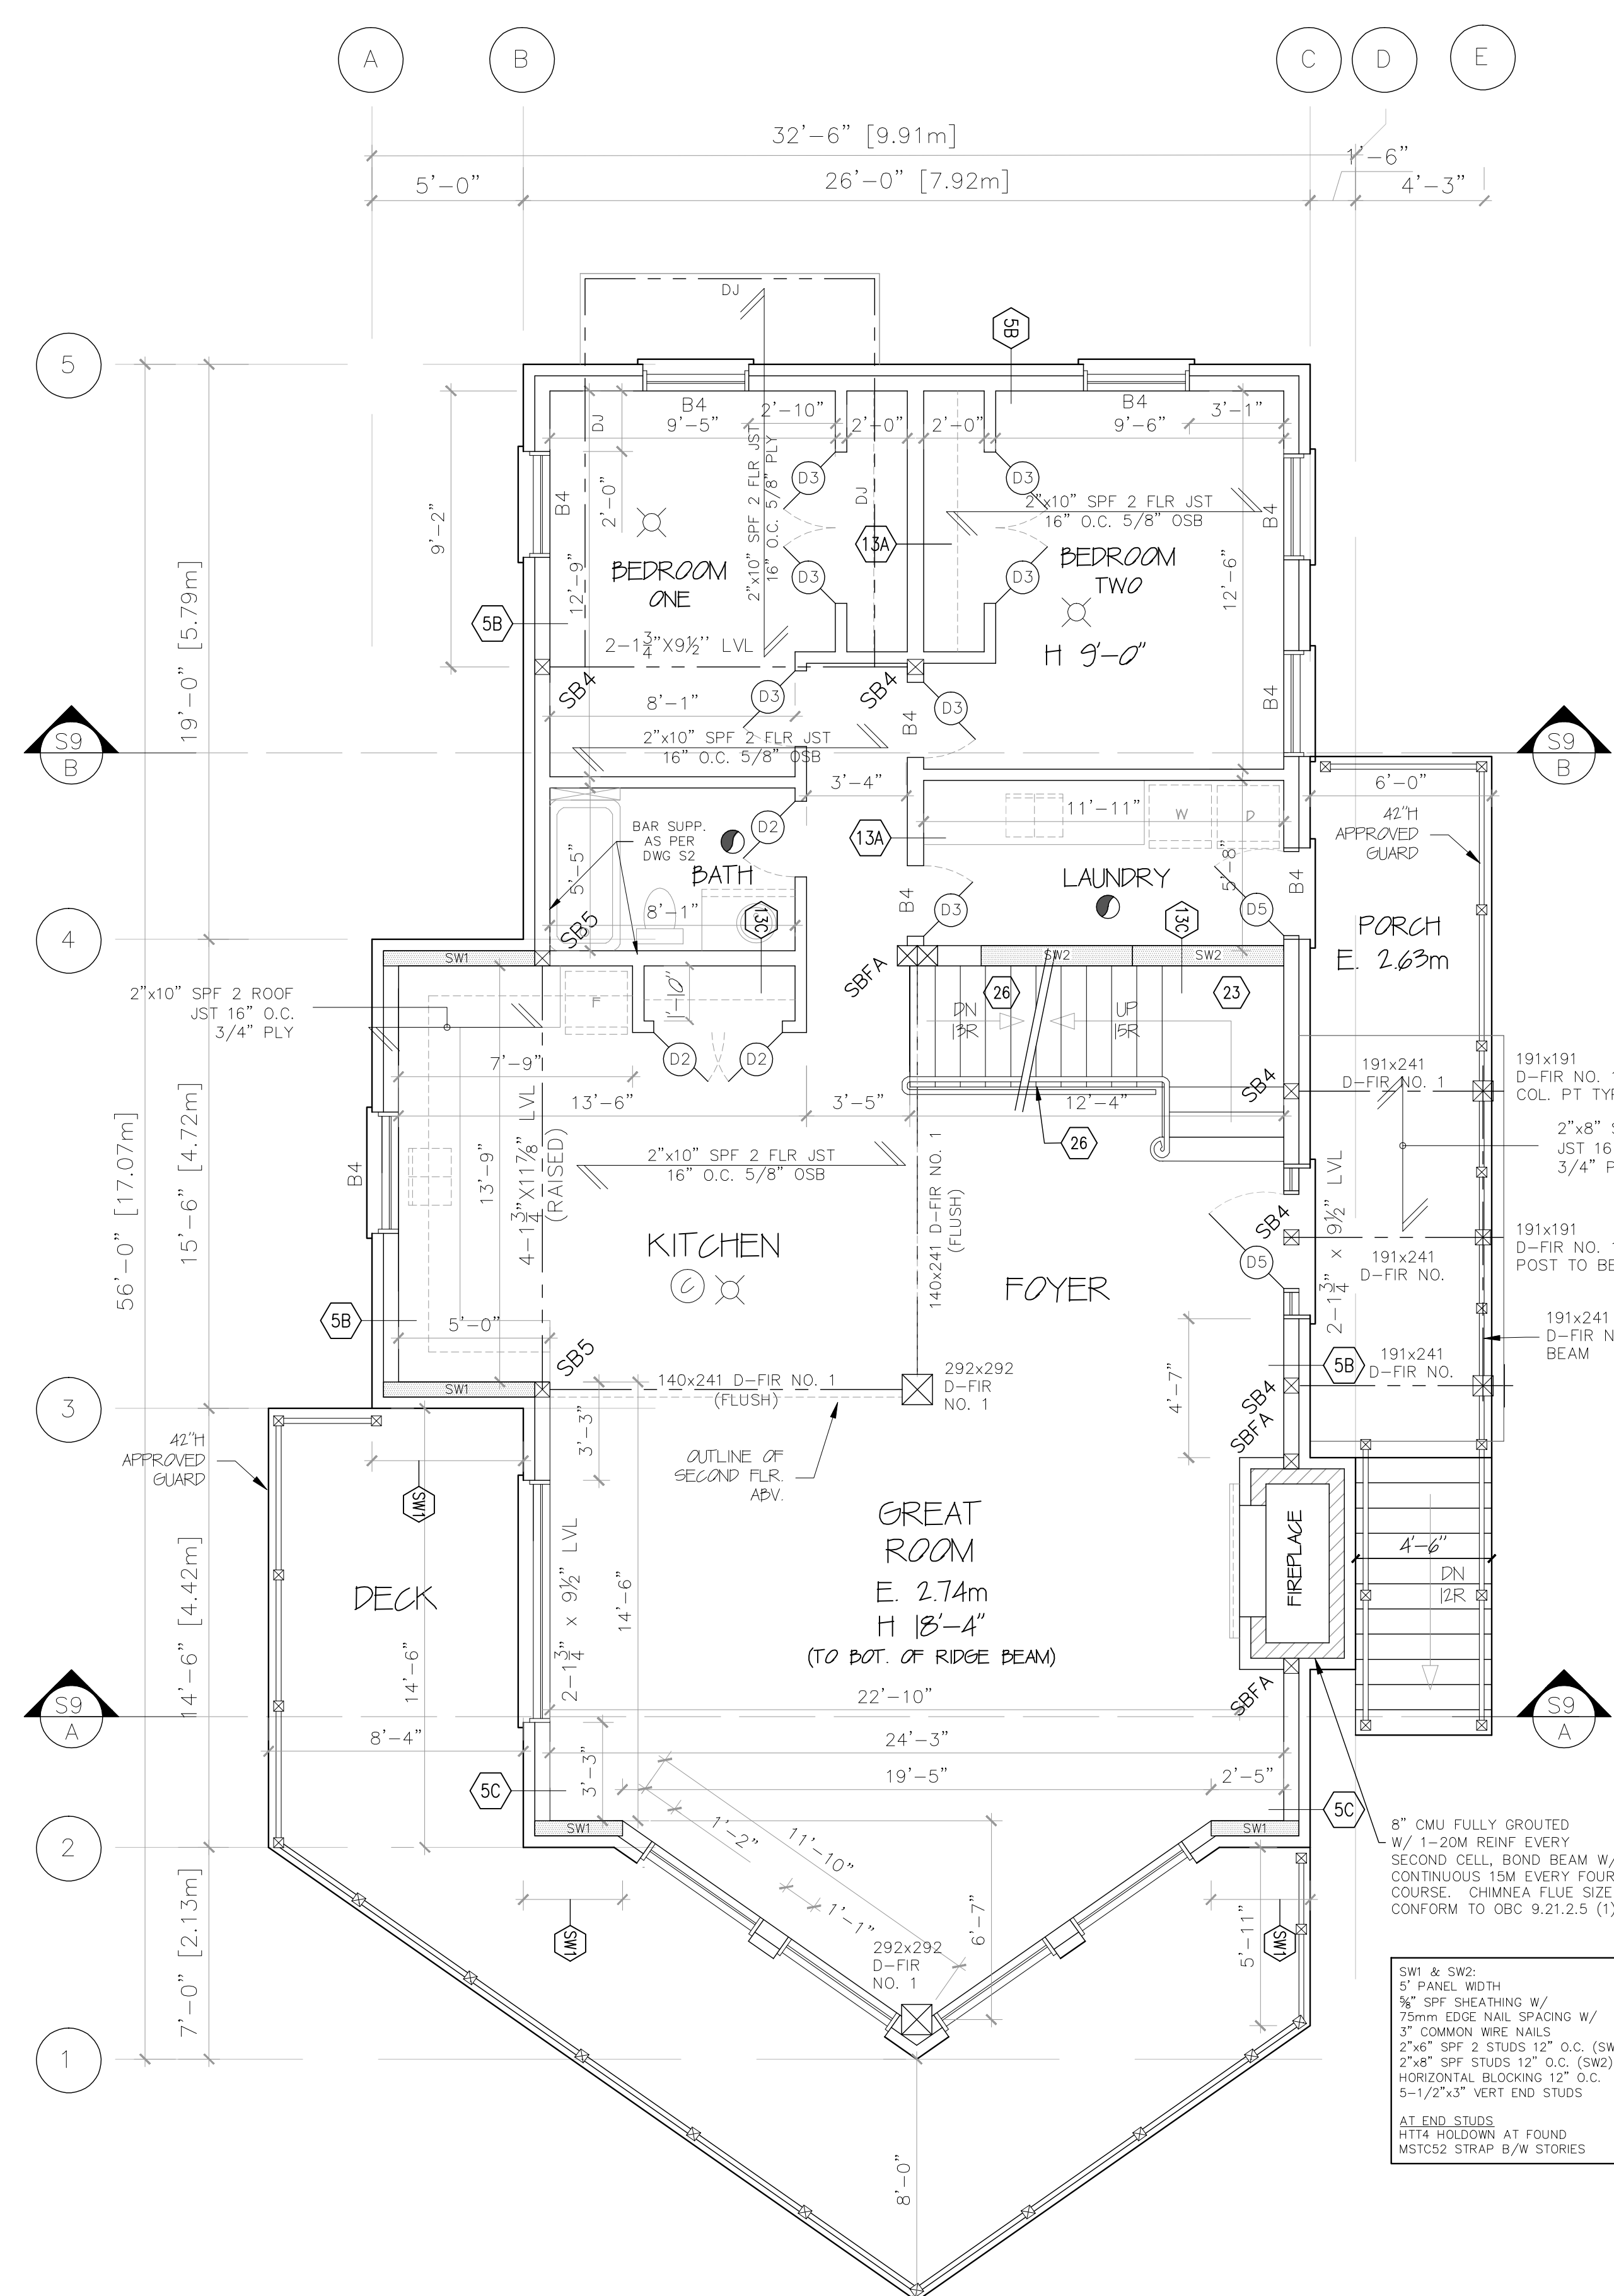 A
B
C
D
E
32'-6" [9.91m]
1'-6"
5'-0"
26'-0" [7.92m]
4'-3"
DJ
5B
5
B4
9'-5"
2'-10"
2'-0"
2'-0"
B4
9'-6"
3'-1"
DJ
2'-0"
9'-2"
B4
D3
D3
DJ
2"x10" SPF 2 FLR JST
16" O.C. 5/8" PLY
2"x10" SPF 2 FLR JST
16" O.C. 5/8" OSB
B4
13A
BEDROOM
ONE
12'-9"
D3
D3
BEDROOM
TWO
12'-6"
5B
2-1 3/4"X9½" LVL
H 9'-0"
19'-0" [5.79m]
SB4
SB4
8'-1"
D3
D3
B4
B4
S9
B
2"x10" SPF 2 FLR JST
16" O.C. 5/8" OSB
S9
B
3'-4"
6'-0"
BAR SUPP.
AS PER
DWG S2
D2
13A
11'-11"
W
D
42"H
APPROVED
GUARD
5'-5"
BATH
LAUNDRY
5'-8"
B4
8'-1"
13C
B4
D3
13C
D5
PORCH
E. 2.63m
4
SB5
SW1
SBFA
SW2
SW2
2"x10" SPF 2 ROOF
JST 16" O.C.
3/4" PLY
F
1'-0"
DN
13R
26
UP
15R
23
7'-9"
D2
D2
SB4
191x241
D-FIR NO. 1
191x191
D-FIR NO. 1
COL. PT TYP
13'-6"
3'-5"
12'-4"
26
2"x8" S
JST 16
3/4" P
56'-0" [17.07m]
15'-6" [4.72m]
B4
13'-9"
4-1 3/4"X11⅞" LVL
(RAISED)
2"x10" SPF 2 FLR JST
16" O.C. 5/8" OSB
140x241 D-FIR NO. 1
(FLUSH)
KITCHEN
C
FOYER
SB4
D5
2-1 3/4" x 9½" LVL
191x241
D-FIR NO.
191x191
D-FIR NO. 1
POST TO BE
5B
5'-0"
191x241
D-FIR N
BEAM
SB5
SW1
140x241 D-FIR NO. 1
(FLUSH)
292x292
D-FIR
NO. 1
4'-7"
5B
191x241
D-FIR NO.
SB4
3
SBFA
42"H
APPROVED
GUARD
3'-3"
OUTLINE OF
SECOND FLR.
ABV.
SW1
GREAT
ROOM
E. 2.74m
H 18'-4"
(TO BOT. OF RIDGE BEAM)
FIREPLACE
4'-6"
DN
12R
DECK
14'-6" [4.42m]
14'-6"
2-1 3/4" x 9½" LVL
14'-6"
SBFA
S9
A
22'-10"
S9
A
8'-4"
24'-3"
3'-3"
19'-5"
2'-5"
5C
5C
2
SW1
SW1
1'-2"
11'-10"
8" CMU FULLY GROUTED
W/ 1-20M REINF EVERY
SECOND CELL, BOND BEAM W/
CONTINUOUS 15M EVERY FOUR
COURSE. CHIMNEA FLUE SIZE
CONFORM TO OBC 9.21.2.5 (1)
SW1
1'-1"
6'-7"
5'-11"
SW1
7'-0" [2.13m]
292x292
D-FIR
NO. 1
1
SW1 & SW2:
5' PANEL WIDTH
⅝" SPF SHEATHING W/
75mm EDGE NAIL SPACING W/
3" COMMON WIRE NAILS
2"x6" SPF 2 STUDS 12" O.C. (SW
2"x8" SPF STUDS 12" O.C. (SW2)
HORIZONTAL BLOCKING 12" O.C.
5-1/2"x3" VERT END STUDS
AT END STUDS
HTT4 HOLDOWN AT FOUND
MSTC52 STRAP B/W STORIES
8'-0"